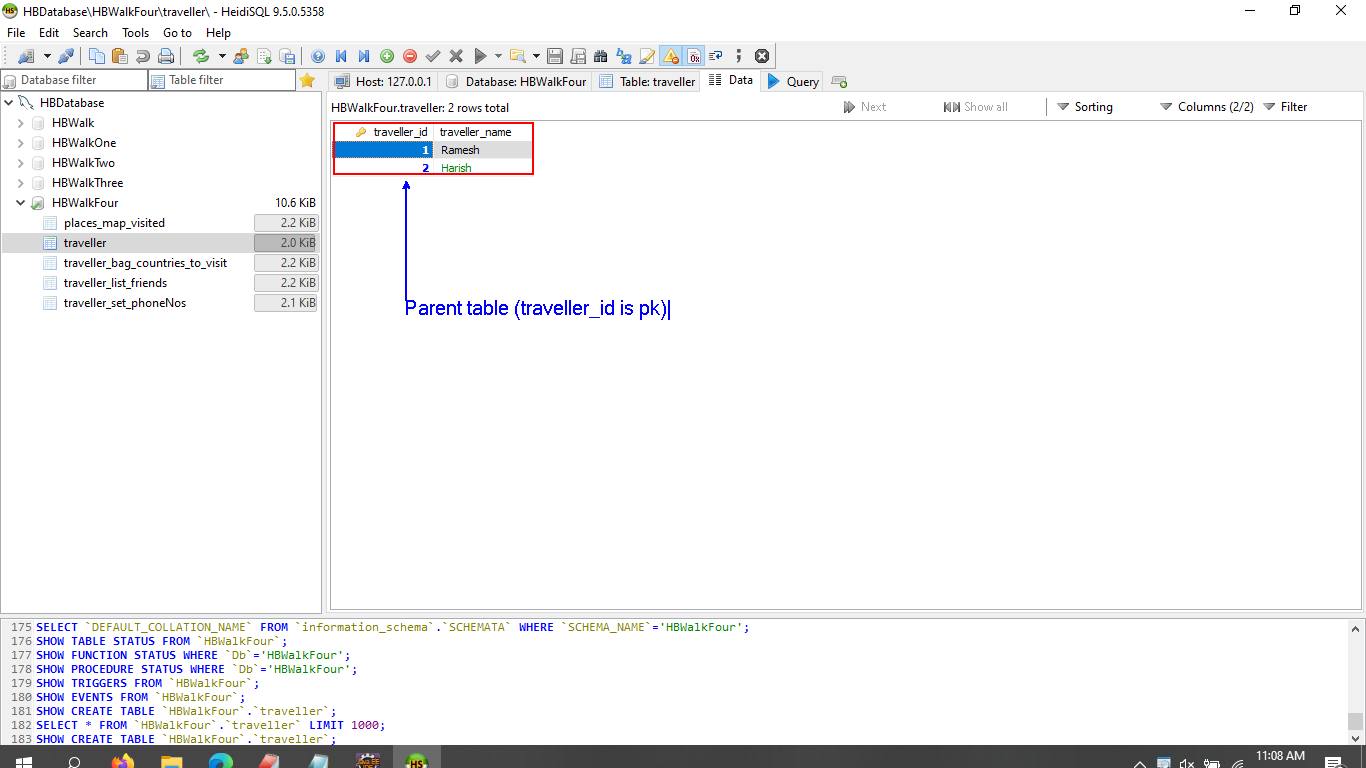 HBDatabase\HBWalkFour\traveller\ - HeidiSQL 9.5.0.5358
File Edit Search Tools Go to Help
Database filter Table filter
Host: 127.0.0.1 Database: HBWalkFour Table: traveller Data Query
HBDatabase
HBWalk
HBWalkOne
HBWalkTwo
HBWalkThree
HBWalkFour 10.6 KiB
places_map_visited 2.2 KiB
traveller 2.0 KiB
traveller_bag_countries_to_visit 2.2 KiB
traveller_list_friends 2.2 KiB
traveller_set_phoneNos 2.1 KiB
HBWalkFour.traveller: 2 rows total Next Show all Sorting Columns (2/2) Filter
traveller_id traveller_name
1 Ramesh
2 Harish
Parent table (traveller_id is pk)|
175 SELECT `DEFAULT_COLLATION_NAME` FROM `information_schema`.`SCHEMATA` WHERE `SCHEMA_NAME`='HBWalkFour';
176 SHOW TABLE STATUS FROM `HBWalkFour`;
177 SHOW FUNCTION STATUS WHERE `Db`='HBWalkFour';
178 SHOW PROCEDURE STATUS WHERE `Db`='HBWalkFour';
179 SHOW TRIGGERS FROM `HBWalkFour`;
180 SHOW EVENTS FROM `HBWalkFour`;
181 SHOW CREATE TABLE `HBWalkFour`.`traveller`;
182 SELECT * FROM `HBWalkFour`.`traveller` LIMIT 1000;
183 SHOW CREATE TABLE `HBWalkFour`.`traveller`;
11:08 AM